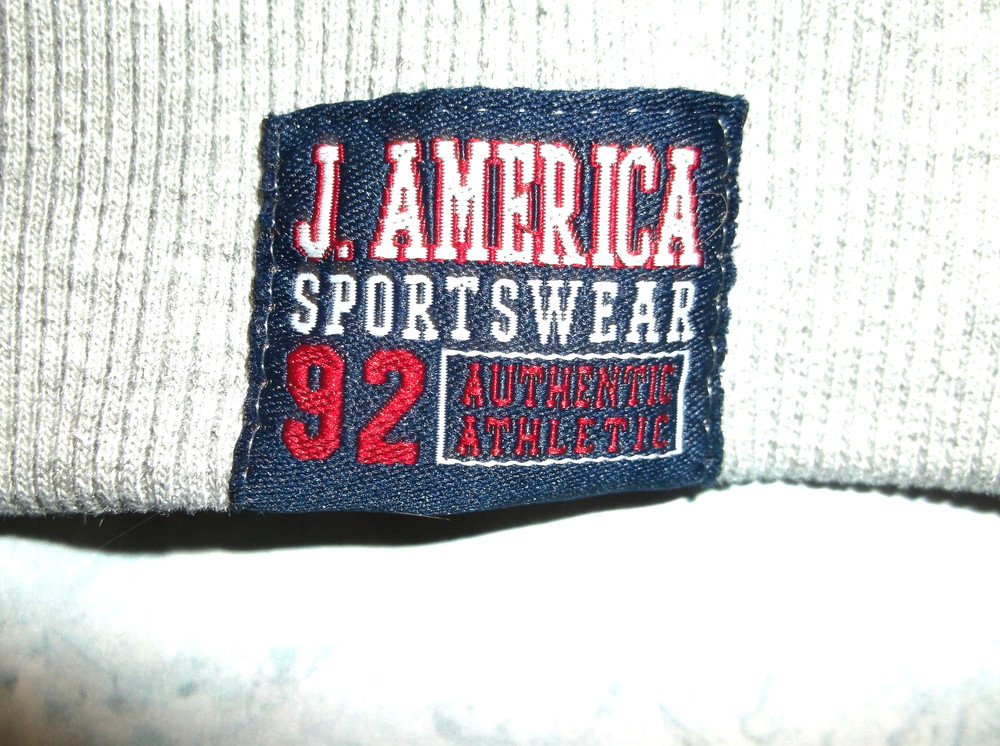 J. AMERICA
SPORTSWEAR
92 AUTHENTIC
ATHLETIC